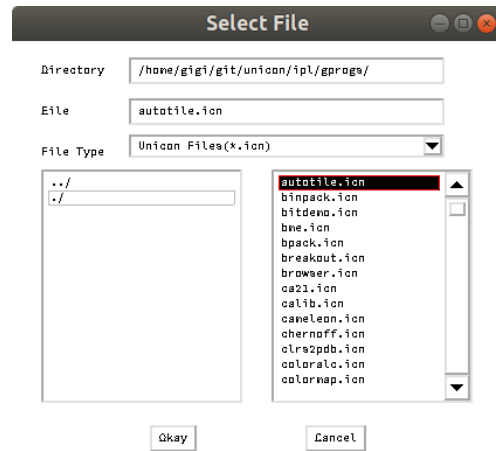 Select File
Directory
/home/gigi/git/unicon/ipl/gprogs/
File
autotile.icn
File Type
Unicon Files(*.icn)
../
./
autotile.icn
binpack.icn
bitdemo.icn
bme.icn
bpack.icn
breakout.icn
browser.icn
ca21.icn
calib.icn
cameleon.icn
chernoff.icn
clrs2pdb.icn
coloralc.icn
colormap.icn
Okay
Cancel